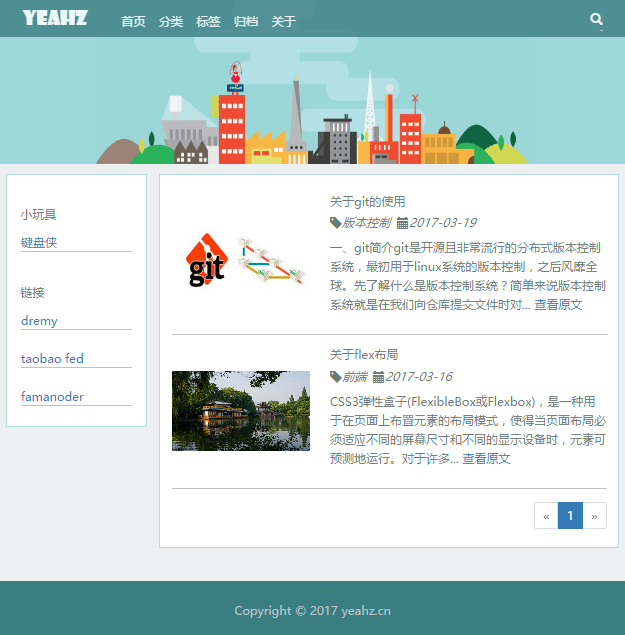 YEAHZ 首页 分类 标签 归档 关于
小玩具
键盘侠
链接
dremy
taobao fed
famanoder
git
关于git的使用
版本控制 2017-03-19
一、git简介git是开源且非常流行的分布式版本控制
系统，最初用于linux系统的版本控制，之后风靡全
球。先了解什么是版本控制系统？简单来说版本控制
系统就是在我们向仓库提交文件时对... 查看原文
关于flex布局
前端 2017-03-16
CSS3弹性盒子(FlexibleBox或Flexbox)，是一种用
于在页面上布置元素的布局模式，使得当页面布局必
须适应不同的屏幕尺寸和不同的显示设备时，元素可
预测地运行。对于许多... 查看原文
« 1 »
Copyright © 2017 yeahz.cn